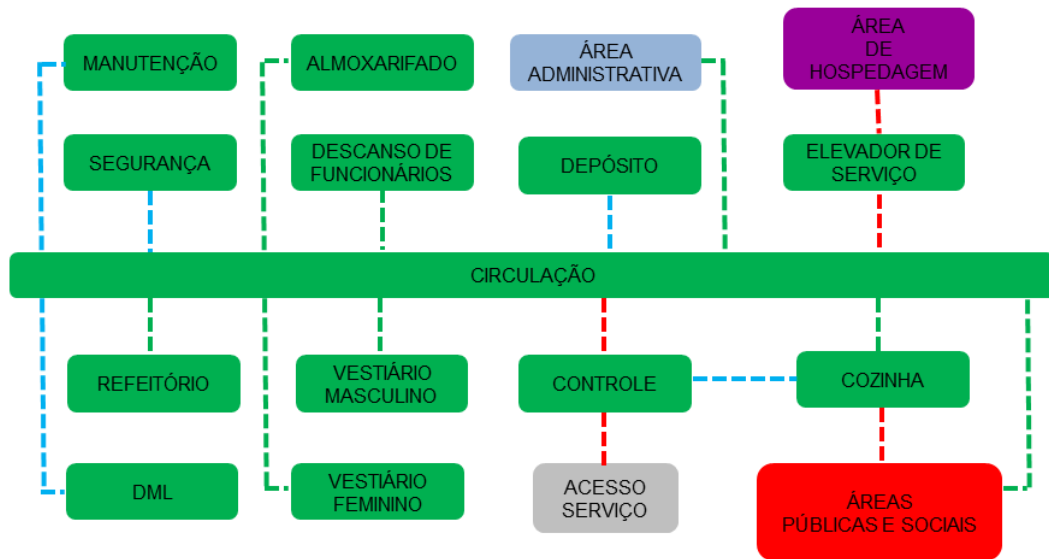 MANUTENÇÃO
ALMOXARIFADO
ÁREA
ADMINISTRATIVA
ÁREA
DE
HOSPEDAGEM
SEGURANÇA
DESCANSO DE
FUNCIONÁRIOS
DEPÓSITO
ELEVADOR DE
SERVIÇO
CIRCULAÇÃO
REFEITÓRIO
VESTIÁRIO
MASCULINO
CONTROLE
COZINHA
DML
VESTIÁRIO
FEMININO
ACESSO
SERVIÇO
ÁREAS
PÚBLICAS E SOCIAIS